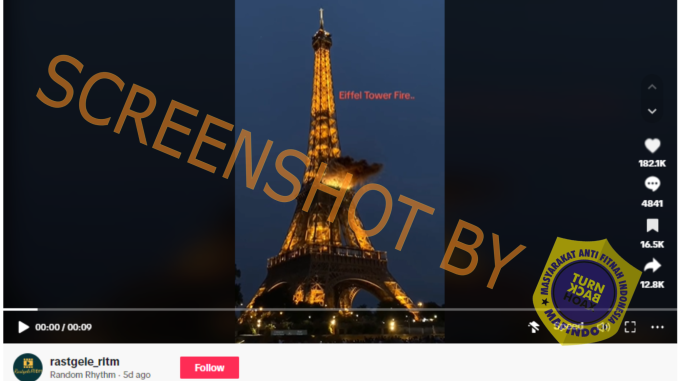 Eiffel Tower Fire..
SCREENSHOT BY
182.1K
4841
16.5K
12.8K
MASYARAKAT ANTI FITNAH INDONESIA
TURN
BACK
HOAX
MAFINDO
00:00 / 00:09
Speed
rastgele_ritm
Random Rhythm · 5d ago
Follow